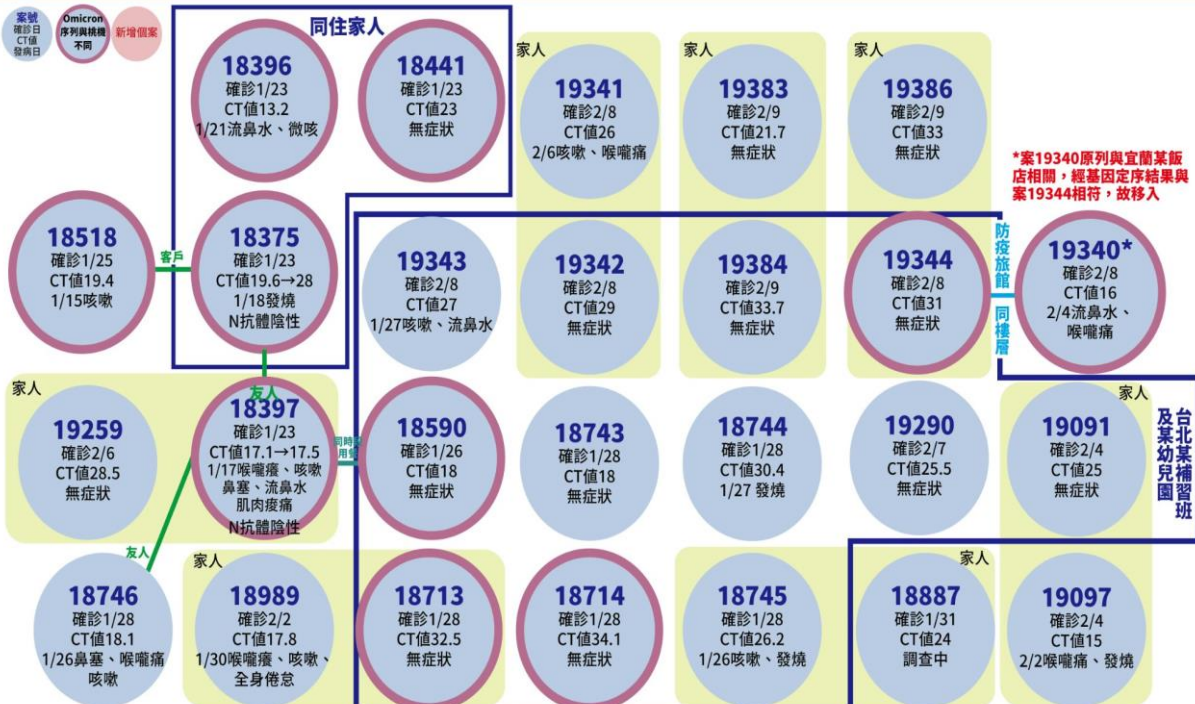 案號
確診日
CT值
發病日
Omicron
序列與桃機
不同
新增個案
同住家人
18396
確診1/23
CT值13.2
1/21流鼻水、微咳
18441
確診1/23
CT值23
無症狀
家人
19341
確診2/8
CT值26
2/6咳嗽、喉嚨痛
家人
19383
確診2/9
CT值21.7
無症狀
家人
19386
確診2/9
CT值33
無症狀
*案19340原列與宜蘭某飯
店相關，經基因定序結果與
案19344相符，故移入
18518
確診1/25
CT值19.4
1/15咳嗽
客戶
18375
確診1/23
CT值19.6→28
1/18發燒
N抗體陰性
19343
確診2/8
CT值27
1/27咳嗽、流鼻水
19342
確診2/8
CT值29
無症狀
19384
確診2/9
CT值33.7
無症狀
19344
確診2/8
CT值31
無症狀
防疫旅館
同樓層
19340*
確診2/8
CT值16
2/4流鼻水、
喉嚨痛
家人
19259
確診2/6
CT值28.5
無症狀
友人
18397
確診1/23
CT值17.1→17.5
1/17喉嚨癢、咳嗽
鼻塞、流鼻水
肌肉痠痛
N抗體陰性
同時段
用餐
18590
確診1/26
CT值18
無症狀
18743
確診1/28
CT值18
無症狀
18744
確診1/28
CT值30.4
1/27 發燒
19290
確診2/7
CT值25.5
無症狀
家人
19091
確診2/4
CT值25
無症狀
台北某補習班
及某幼兒園
友人
18746
確診1/28
CT值18.1
1/26鼻塞、喉嚨痛
咳嗽
家人
18989
確診2/2
CT值17.8
1/30喉嚨癢、咳嗽、
全身倦怠
18713
確診1/28
CT值32.5
無症狀
18714
確診1/28
CT值34.1
無症狀
18745
確診1/28
CT值26.2
1/26咳嗽、發燒
家人
18887
確診1/31
CT值24
調查中
19097
確診2/4
CT值15
2/2喉嚨痛、發燒